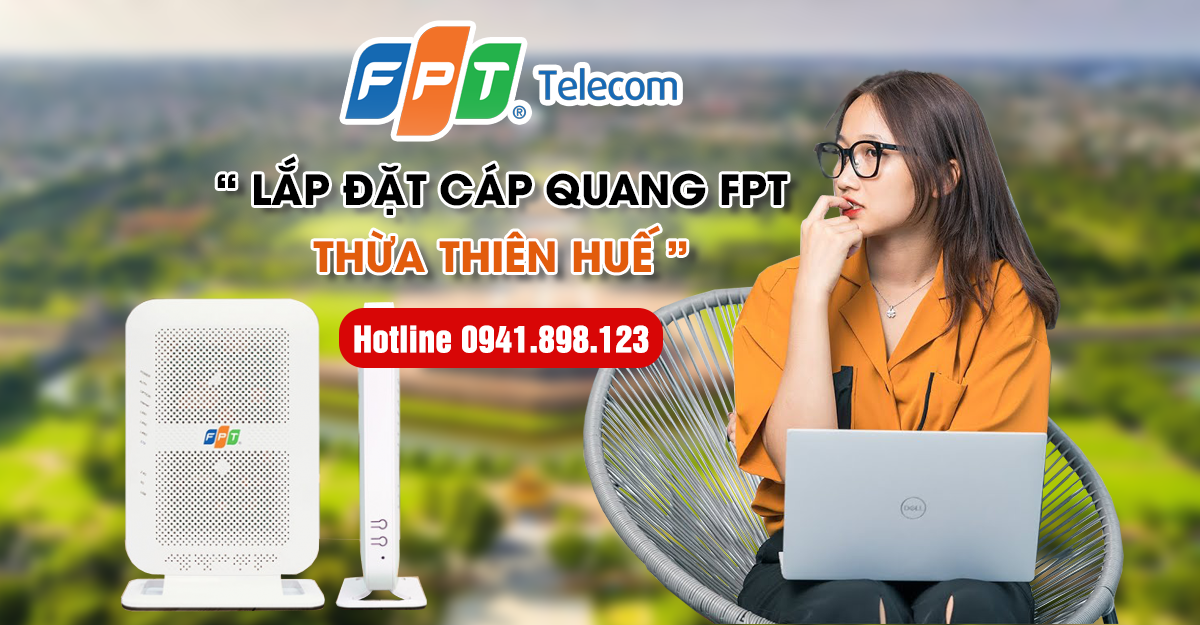 FPT® Telecom
“ LẮP ĐẶT CÁP QUANG FPT
THỪA THIÊN HUẾ ”
Hotline 0941.898.123
FPT
DELL